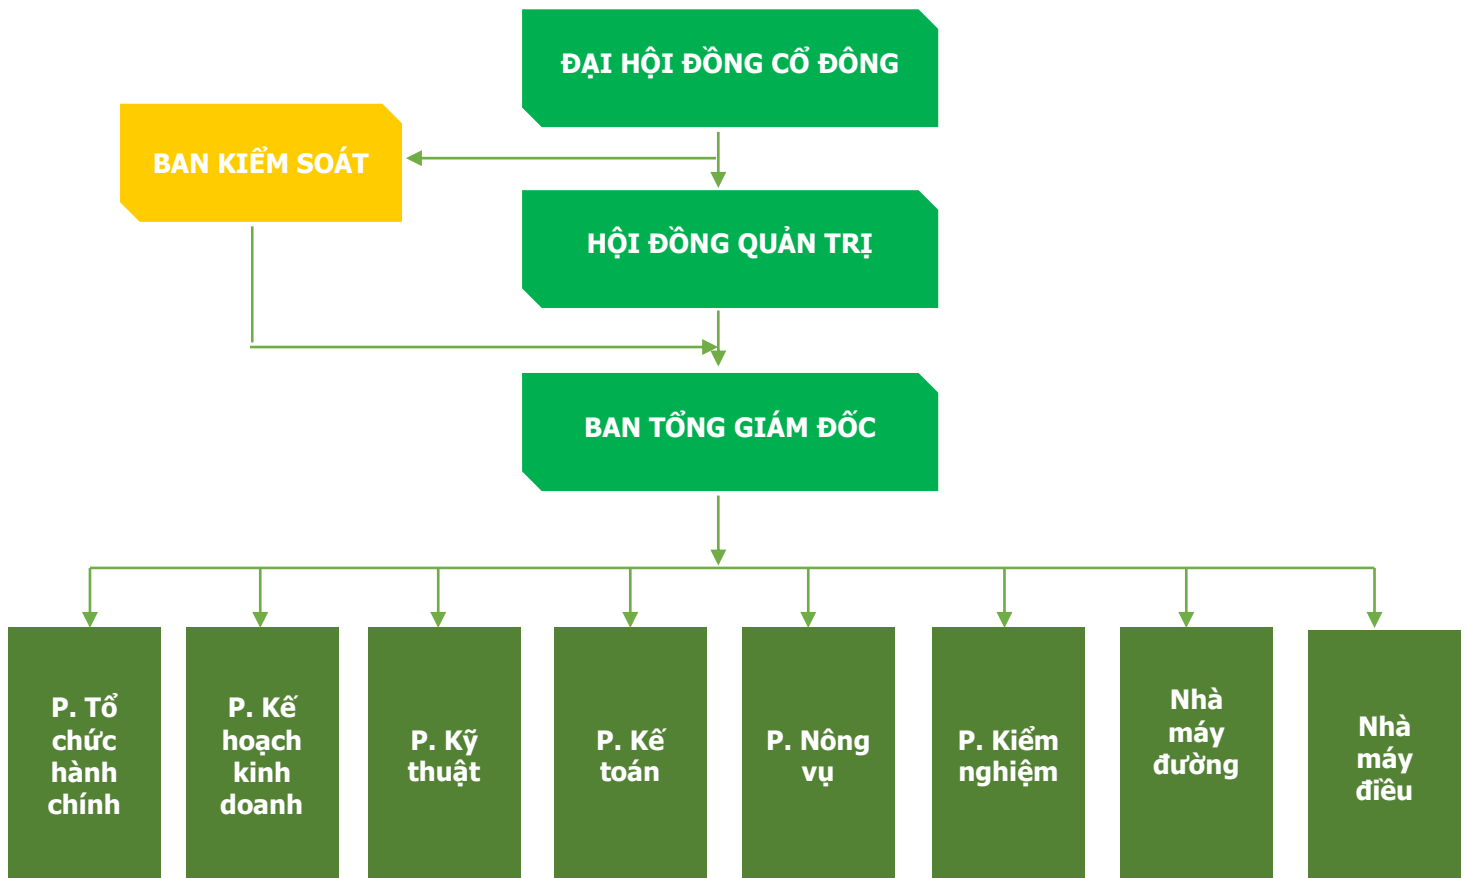 ĐẠI HỘI ĐỒNG CỔ ĐÔNG
BAN KIỂM SOÁT
HỘI ĐỒNG QUẢN TRỊ
BAN TỔNG GIÁM ĐỐC
P. Tổ
chức
hành
chính
P. Kế
hoạch
kinh
doanh
P. Kỹ
thuật
P. Kế
toán
P. Nông
vụ
P. Kiểm
nghiệm
Nhà
máy
đường
Nhà
máy
điều